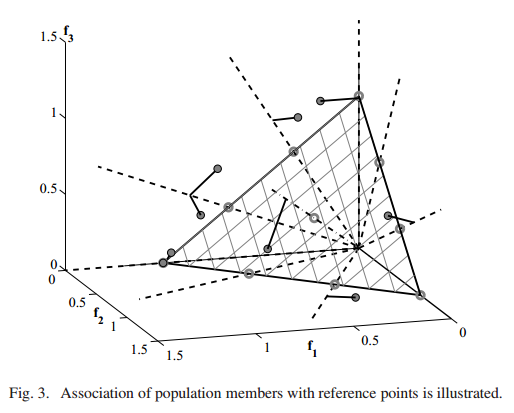 1.5 f3
1
0.5
0
0
0.5
f2 1
1.5 1.5
1
f1
0.5
0
Fig. 3. Association of population members with reference points is illustrated.